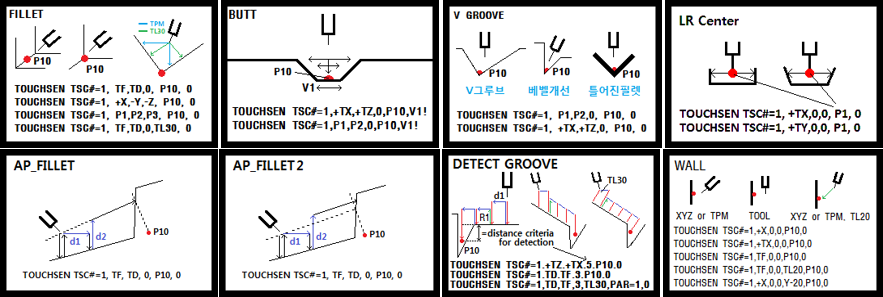 FILLET
TPM
TL30
P10
P10
P10
TOUCHSEN TSC#=1, TF,TD,0, P10, 0
TOUCHSEN TSC#=1, +X,-Y,-Z, P10, 0
TOUCHSEN TSC#=1, P1,P2,P3, P10, 0
TOUCHSEN TSC#=1, TF,TD,0,TL30, P10, 0
BUTT
P10
V1
TOUCHSEN TSC#=1,+TX,+TZ,0,P10,V1!
TOUCHSEN TSC#=1,P1,P2,0,P10,V1!
V GROOVE
P10
P10
P10
V그루브
베벨개선
틀어진필렛
TOUCHSEN TSC#=1, P1,P2,0, P10, 0
TOUCHSEN TSC#=1, +TX,+TZ,0, P10, 0
LR Center
P10
TOUCHSEN TSC#=1, +TX,0,0, P1, 0
TOUCHSEN TSC#=1, +TY,0,0, P1, 0
AP_FILLET
d1
d2
P10
TOUCHSEN TSC#=1, TF, TD, 0, P10, 0
AP_FILLET2
d1
d2
P10
TOUCHSEN TSC#=1, TF, TD, 0, P10, 0
DETECT GROOVE
d1
TL30
R1
=distance criteria
for detection
P10
TOUCHSEN TSC#=1,+TZ,+TX,5,P10,0
TOUCHSEN TSC#=1,TD,TF,3,P10,0
TOUCHSEN TSC#=1,TD,TF,3,TL30,PAR=1,0
WALL
XYZ or TPM
TOOL
XYZ or TPM, TL20
TOUCHSEN TSC#=1,+X,0,0,P10,0
TOUCHSEN TSC#=1,+TX,0,0,P10,0
TOUCHSEN TSC#=1,TF,0,0,P10,0
TOUCHSEN TSC#=1,TF,0,0,TL20,P10,0
TOUCHSEN TSC#=1,+X,0,0,Y-20,P10,0